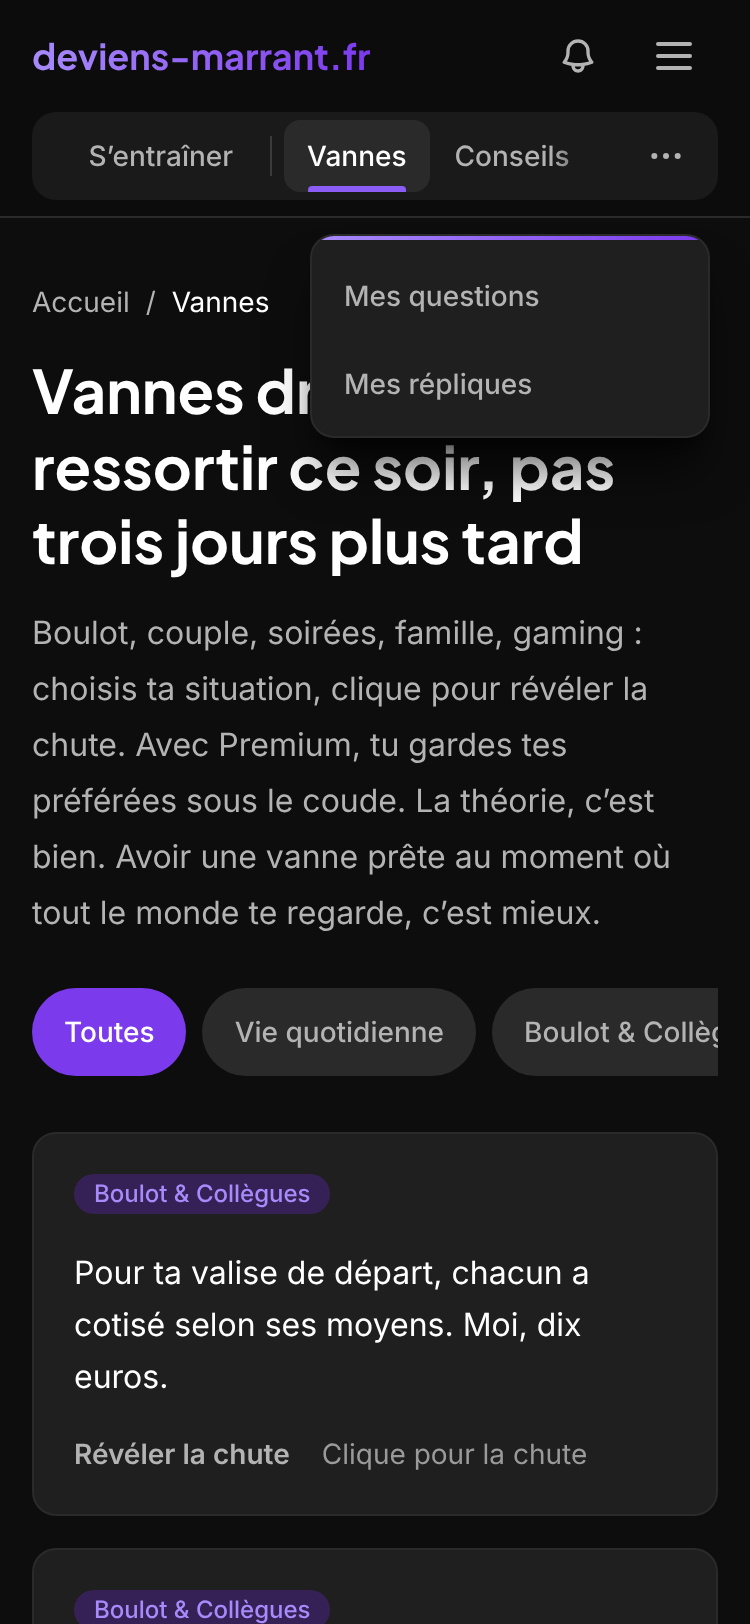 deviens-marrant.fr
S’entraîner
Vannes
Conseils
Mes questions
Mes répliques
Accueil / Vannes
Vannes
ressortir ce soir, pas
trois jours plus tard
Boulot, couple, soirées, famille, gaming :
choisis ta situation, clique pour révéler la
chute. Avec Premium, tu gardes tes
préférées sous le coude. La théorie, c’est
bien. Avoir une vanne prête au moment où
tout le monde te regarde, c’est mieux.
Toutes
Vie quotidienne
Boulot &
Boulot & Collègues
Pour ta valise de départ, chacun a
cotisé selon ses moyens. Moi, dix
euros.
Révéler la chute
Clique pour la chute
Boulot & Collègues